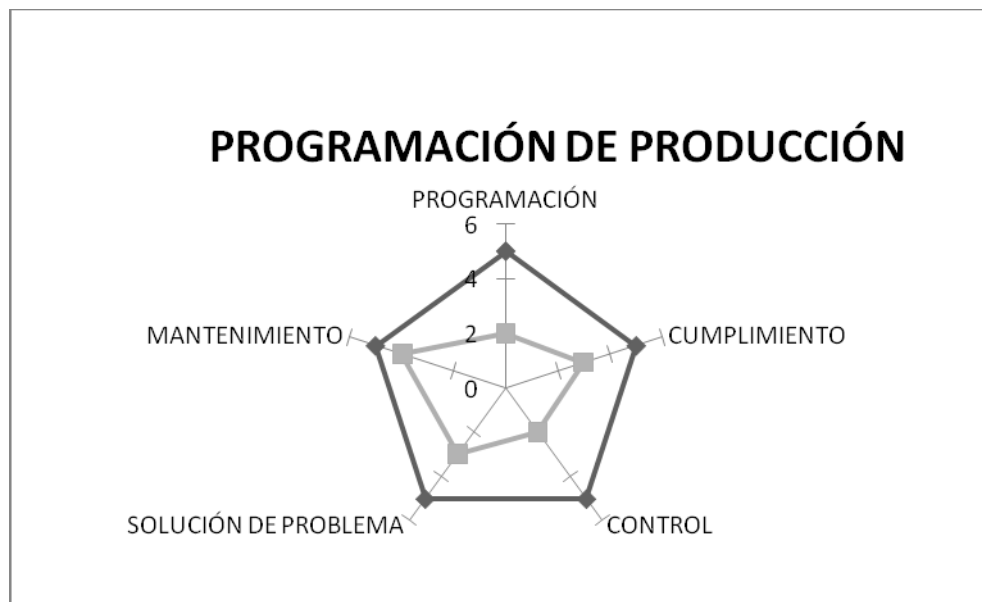 PROGRAMACIÓN DE PRODUCCIÓN
PROGRAMACIÓN
6
4
MANTENIMIENTO
2
CUMPLIMIENTO
0
SOLUCIÓN DE PROBLEMA
CONTROL